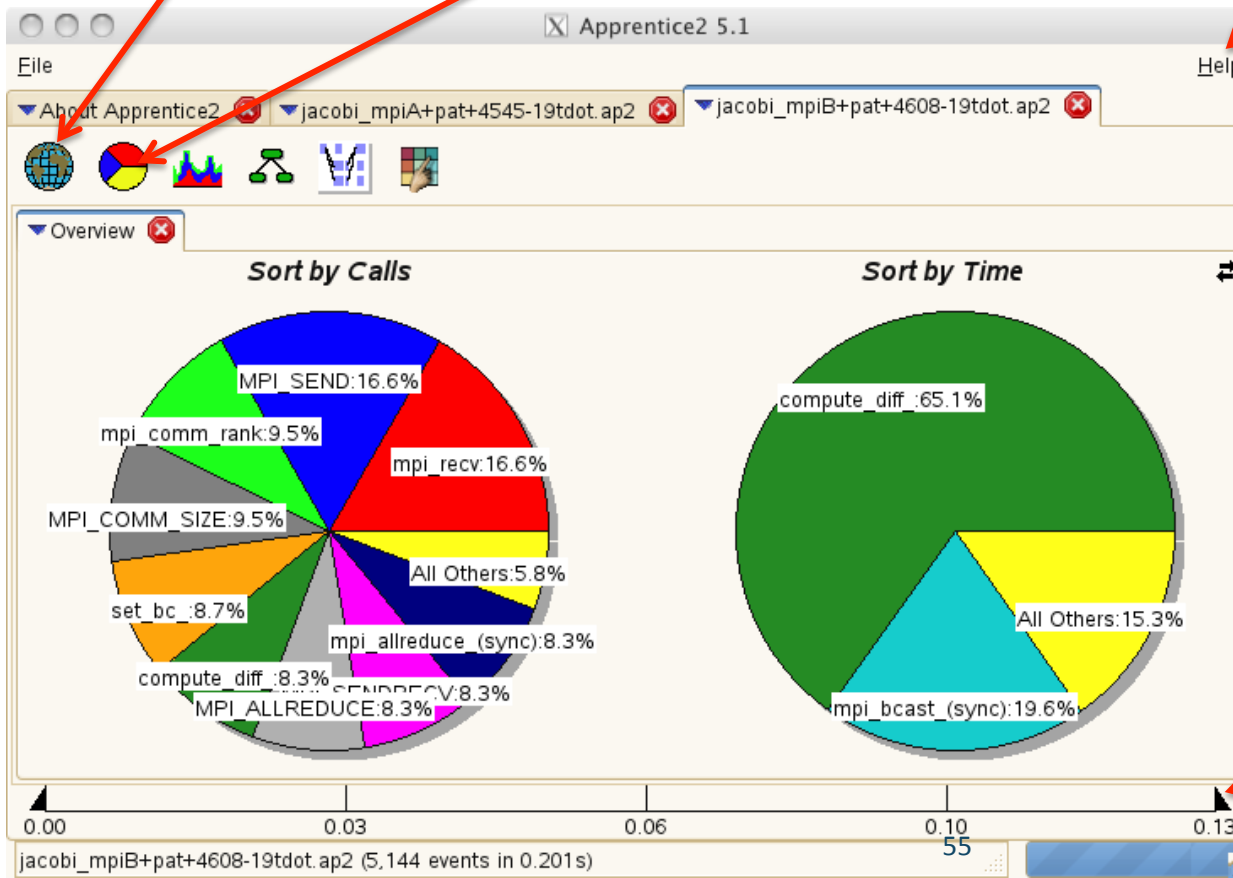 Apprentice2 5.1
File Help
About Apprentice2 jacobi_mpiA+pat+4545-19tdot.ap2 jacobi_mpiB+pat+4608-19tdot.ap2
Overview
Sort by Calls Sort by Time
MPI_SEND:16.6%
compute_diff_:65.1%
mpi_comm_rank:9.5%
mpi_recv:16.6%
MPI_COMM_SIZE:9.5%
All Others:5.8%
set_bc_:8.7%
All Others:15.3%
mpi_allreduce_(sync):8.3%
compute_diff_:8.3%
SENDRECV:8.3%
MPI_ALLREDUCE:8.3%
mpi_bcast_(sync):19.6%
0.00 0.03 0.06 0.10 0.13
55
jacobi_mpiB+pat+4608-19tdot.ap2 (5,144 events in 0.201s)